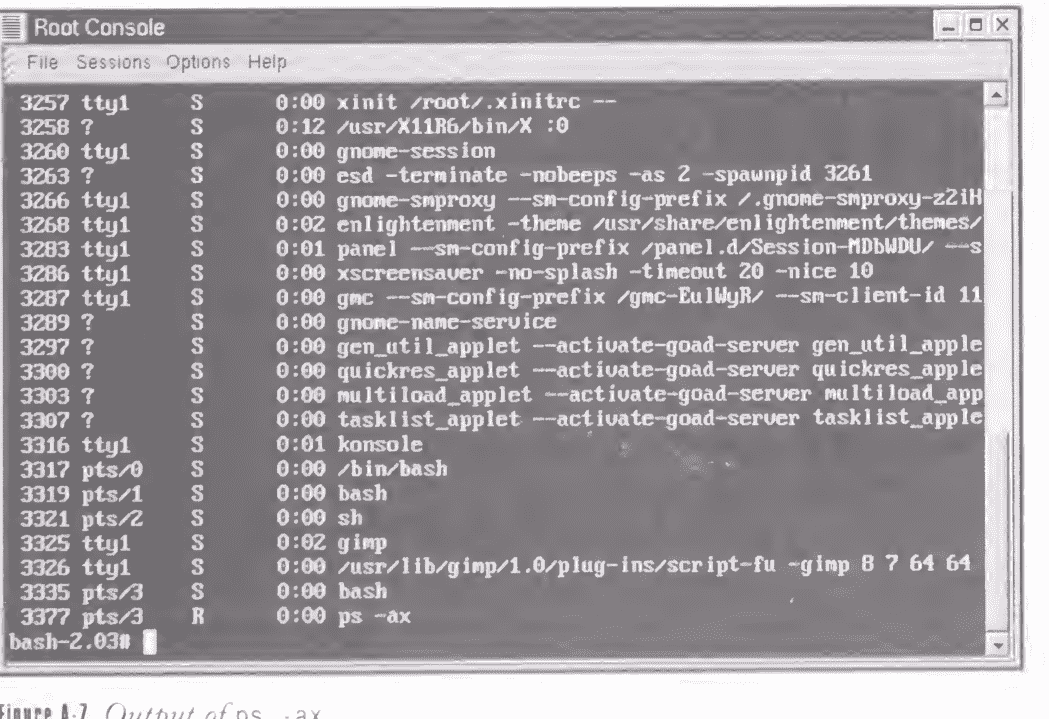 Root Console
File Sessions Options Help
3257 tty1 S 0:00 xinit /root/.xinitrc --
3258 ? S 0:12 /usr/X11R6/bin/X :0
3260 tty1 S 0:00 gnome-session
3263 ? S 0:00 esd -terminate -nobeeps -as 2 -spawnpid 3261
3266 tty1 S 0:00 gnome-smproxy --sm-config-prefix /.gnome-smproxy-z2iH
3268 tty1 S 0:02 enlightenment -theme /usr/share/enlightenment/themes/
3283 tty1 S 0:01 panel --sm-config-prefix /panel.d/Session-MDbWDU/ --s
3286 tty1 S 0:00 xscreensaver -no-splash -timeout 20 -nice 10
3287 tty1 S 0:00 gmc --sm-config-prefix /gmc-EulWyR/ --sm-client-id 11
3289 ? S 0:00 gnome-name-service
3297 ? S 0:00 gen_util_applet --activate-goad-server gen_util_apple
3300 ? S 0:00 quickres_applet --activate-goad-server quickres_apple
3303 ? S 0:00 multiload_applet --activate-goad-server multiload_app
3307 ? S 0:00 tasklist_applet --activate-goad-server tasklist_apple
3316 tty1 S 0:01 konsole
3317 pts/0 S 0:00 /bin/bash
3319 pts/1 S 0:00 bash
3321 pts/2 S 0:00 sh
3325 tty1 S 0:02 gimp
3326 tty1 S 0:00 /usr/lib/gimp/1.0/plug-ins/script-fu -gimp 8 7 64 64
3335 pts/3 S 0:00 bash
3377 pts/3 R 0:00 ps -ax
bash-2.03#
Figure A-7 Output of ps -ax